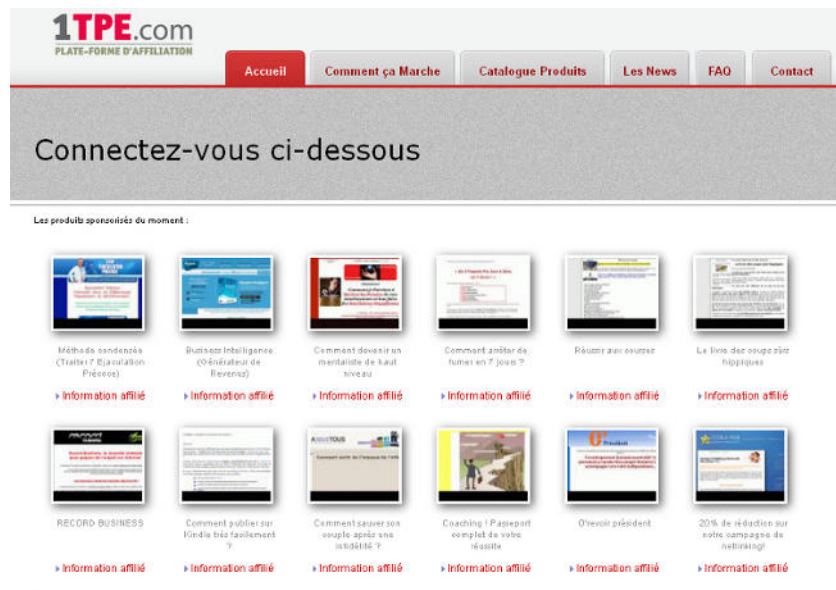 1TPE.com
PLATE-FORME D'AFFILIATION
Accueil
Comment ça Marche
Catalogue Produits
Les News
FAQ
Contact
Connectez-vous ci-dessous
Les produits sponsorisés du moment :
Méthode condensée
(Traiter l' Ejaculation
Précoce)
Information affilié
Business Intelligence
(Générateur de
Revenus)
Information affilié
Comment devenir un
mentaliste de haut
niveau
Information affilié
Comment arrêter de
fumer en 7 jours ?
Information affilié
Réussir aux courses
Information affilié
Le livre des coups sûrs
hippiques
Information affilié
RECORD BUSINESS
Information affilié
Comment publier sur
Kindle très facilement
?
Information affilié
Comment sauver son
couple après une
infidélité ?
Information affilié
Coaching ! Passeport
complet de votre
réussite
Information affilié
O'revoir président
Information affilié
20% de réduction sur
notre campagne de
netlinking!
Information affilié